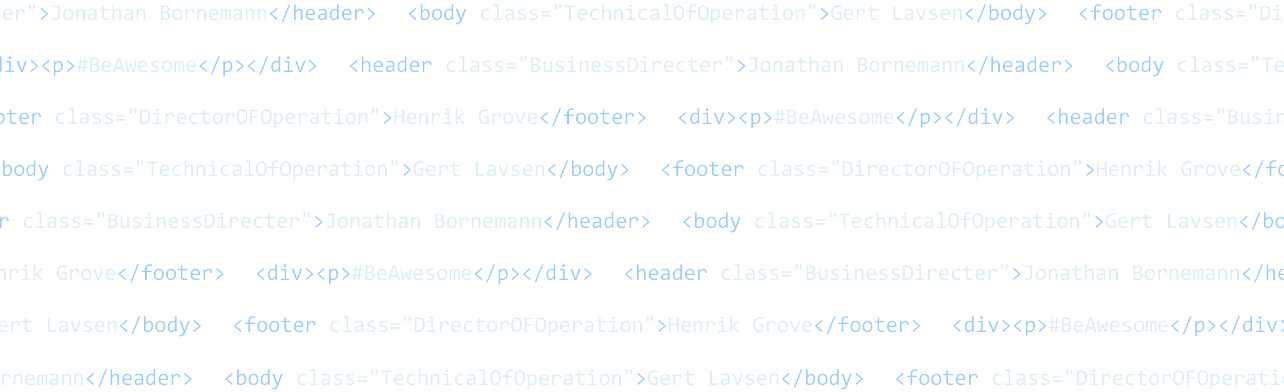 er">Jonathan Bornemann</header> <body class="TechnicalOfOperation">Gert Lavsen</body> <footer class="Di
div><p>#BeAwesome</p></div> <header class="BusinessDirecter">Jonathan Bornemann</header> <body class="Te
oter class="DirectorOFOperation">Henrik Grove</footer> <div><p>#BeAwesome</p></div> <header class="Busin
body class="TechnicalOfOperation">Gert Lavsen</body> <footer class="DirectorOFOperation">Henrik Grove</fo
r class="BusinessDirecter">Jonathan Bornemann</header> <body class="TechnicalOfOperation">Gert Lavsen</bo
nrik Grove</footer> <div><p>#BeAwesome</p></div> <header class="BusinessDirecter">Jonathan Bornemann</he
ert Lavsen</body> <footer class="DirectorOFOperation">Henrik Grove</footer> <div><p>#BeAwesome</p></div>
rnemann</header> <body class="TechnicalOfOperation">Gert Lavsen</body> <footer class="DirectorOFOperati